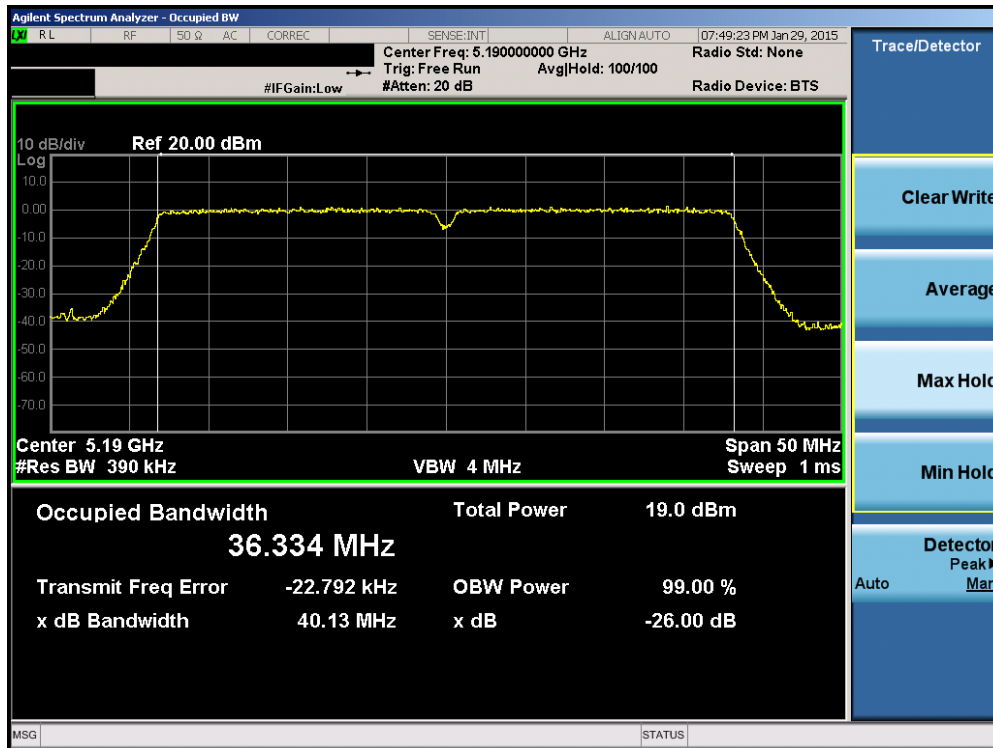 Agilent Spectrum Analyzer - Occupied BW
LXI RL RF 50 Ω AC CORREC SENSE:INT ALIGN AUTO 07:49:23 PM Jan 29, 2015
Center Freq: 5.190000000 GHz Radio Std: None
Trig: Free Run Avg|Hold: 100/100
#IFGain:Low #Atten: 20 dB Radio Device: BTS
10 dB/div Ref 20.00 dBm
Log
10.0
0.00
-10.0
-20.0
-30.0
-40.0
-50.0
-60.0
-70.0
Center 5.19 GHz Span 50 MHz
#Res BW 390 kHz VBW 4 MHz Sweep 1 ms
Occupied Bandwidth Total Power 19.0 dBm
36.334 MHz
Transmit Freq Error -22.792 kHz OBW Power 99.00 %
x dB Bandwidth 40.13 MHz x dB -26.00 dB
MSG STATUS
Trace/Detector
Clear Write
Average
Max Hold
Min Hold
Detector
Peak
Auto Man